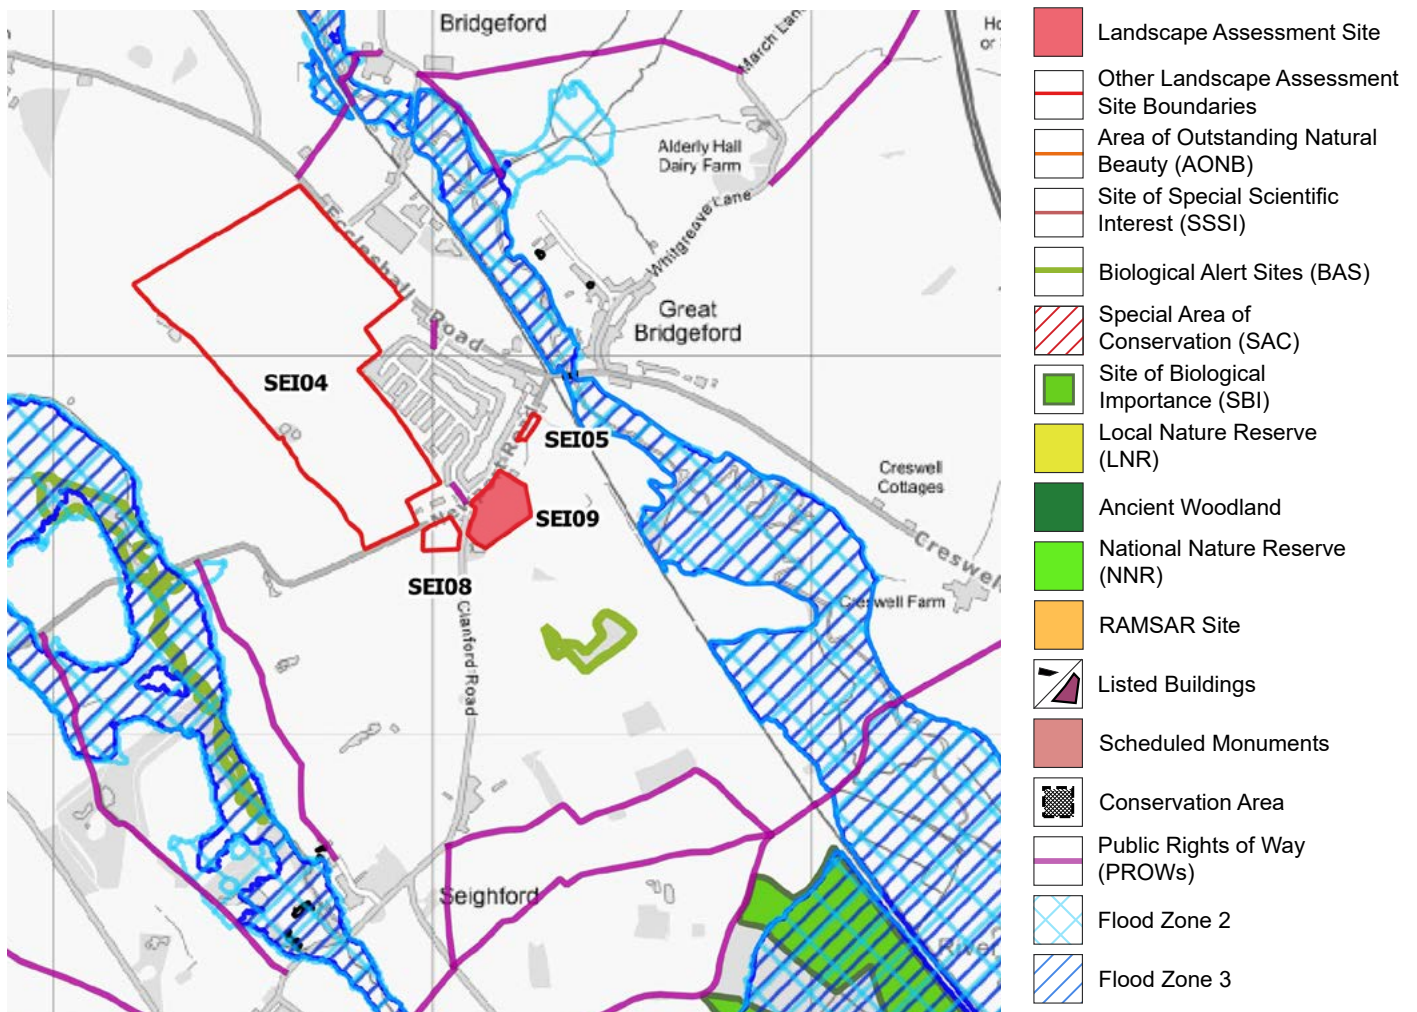 Bridgeford
March Lane
Alderly Hall
Dairy Farm
Whitgreave Lane
Eccleshall Road
Great
Bridgeford
SEI04
SEI05
SEI09
SEI08
Creswell
Cottages
Creswell
Creswell Farm
Clanford Road
Seighford
River
Landscape Assessment Site
Other Landscape Assessment
Site Boundaries
Area of Outstanding Natural
Beauty (AONB)
Site of Special Scientific
Interest (SSSI)
Biological Alert Sites (BAS)
Special Area of
Conservation (SAC)
Site of Biological
Importance (SBI)
Local Nature Reserve
(LNR)
Ancient Woodland
National Nature Reserve
(NNR)
RAMSAR Site
Listed Buildings
Scheduled Monuments
Conservation Area
Public Rights of Way
(PROWs)
Flood Zone 2
Flood Zone 3